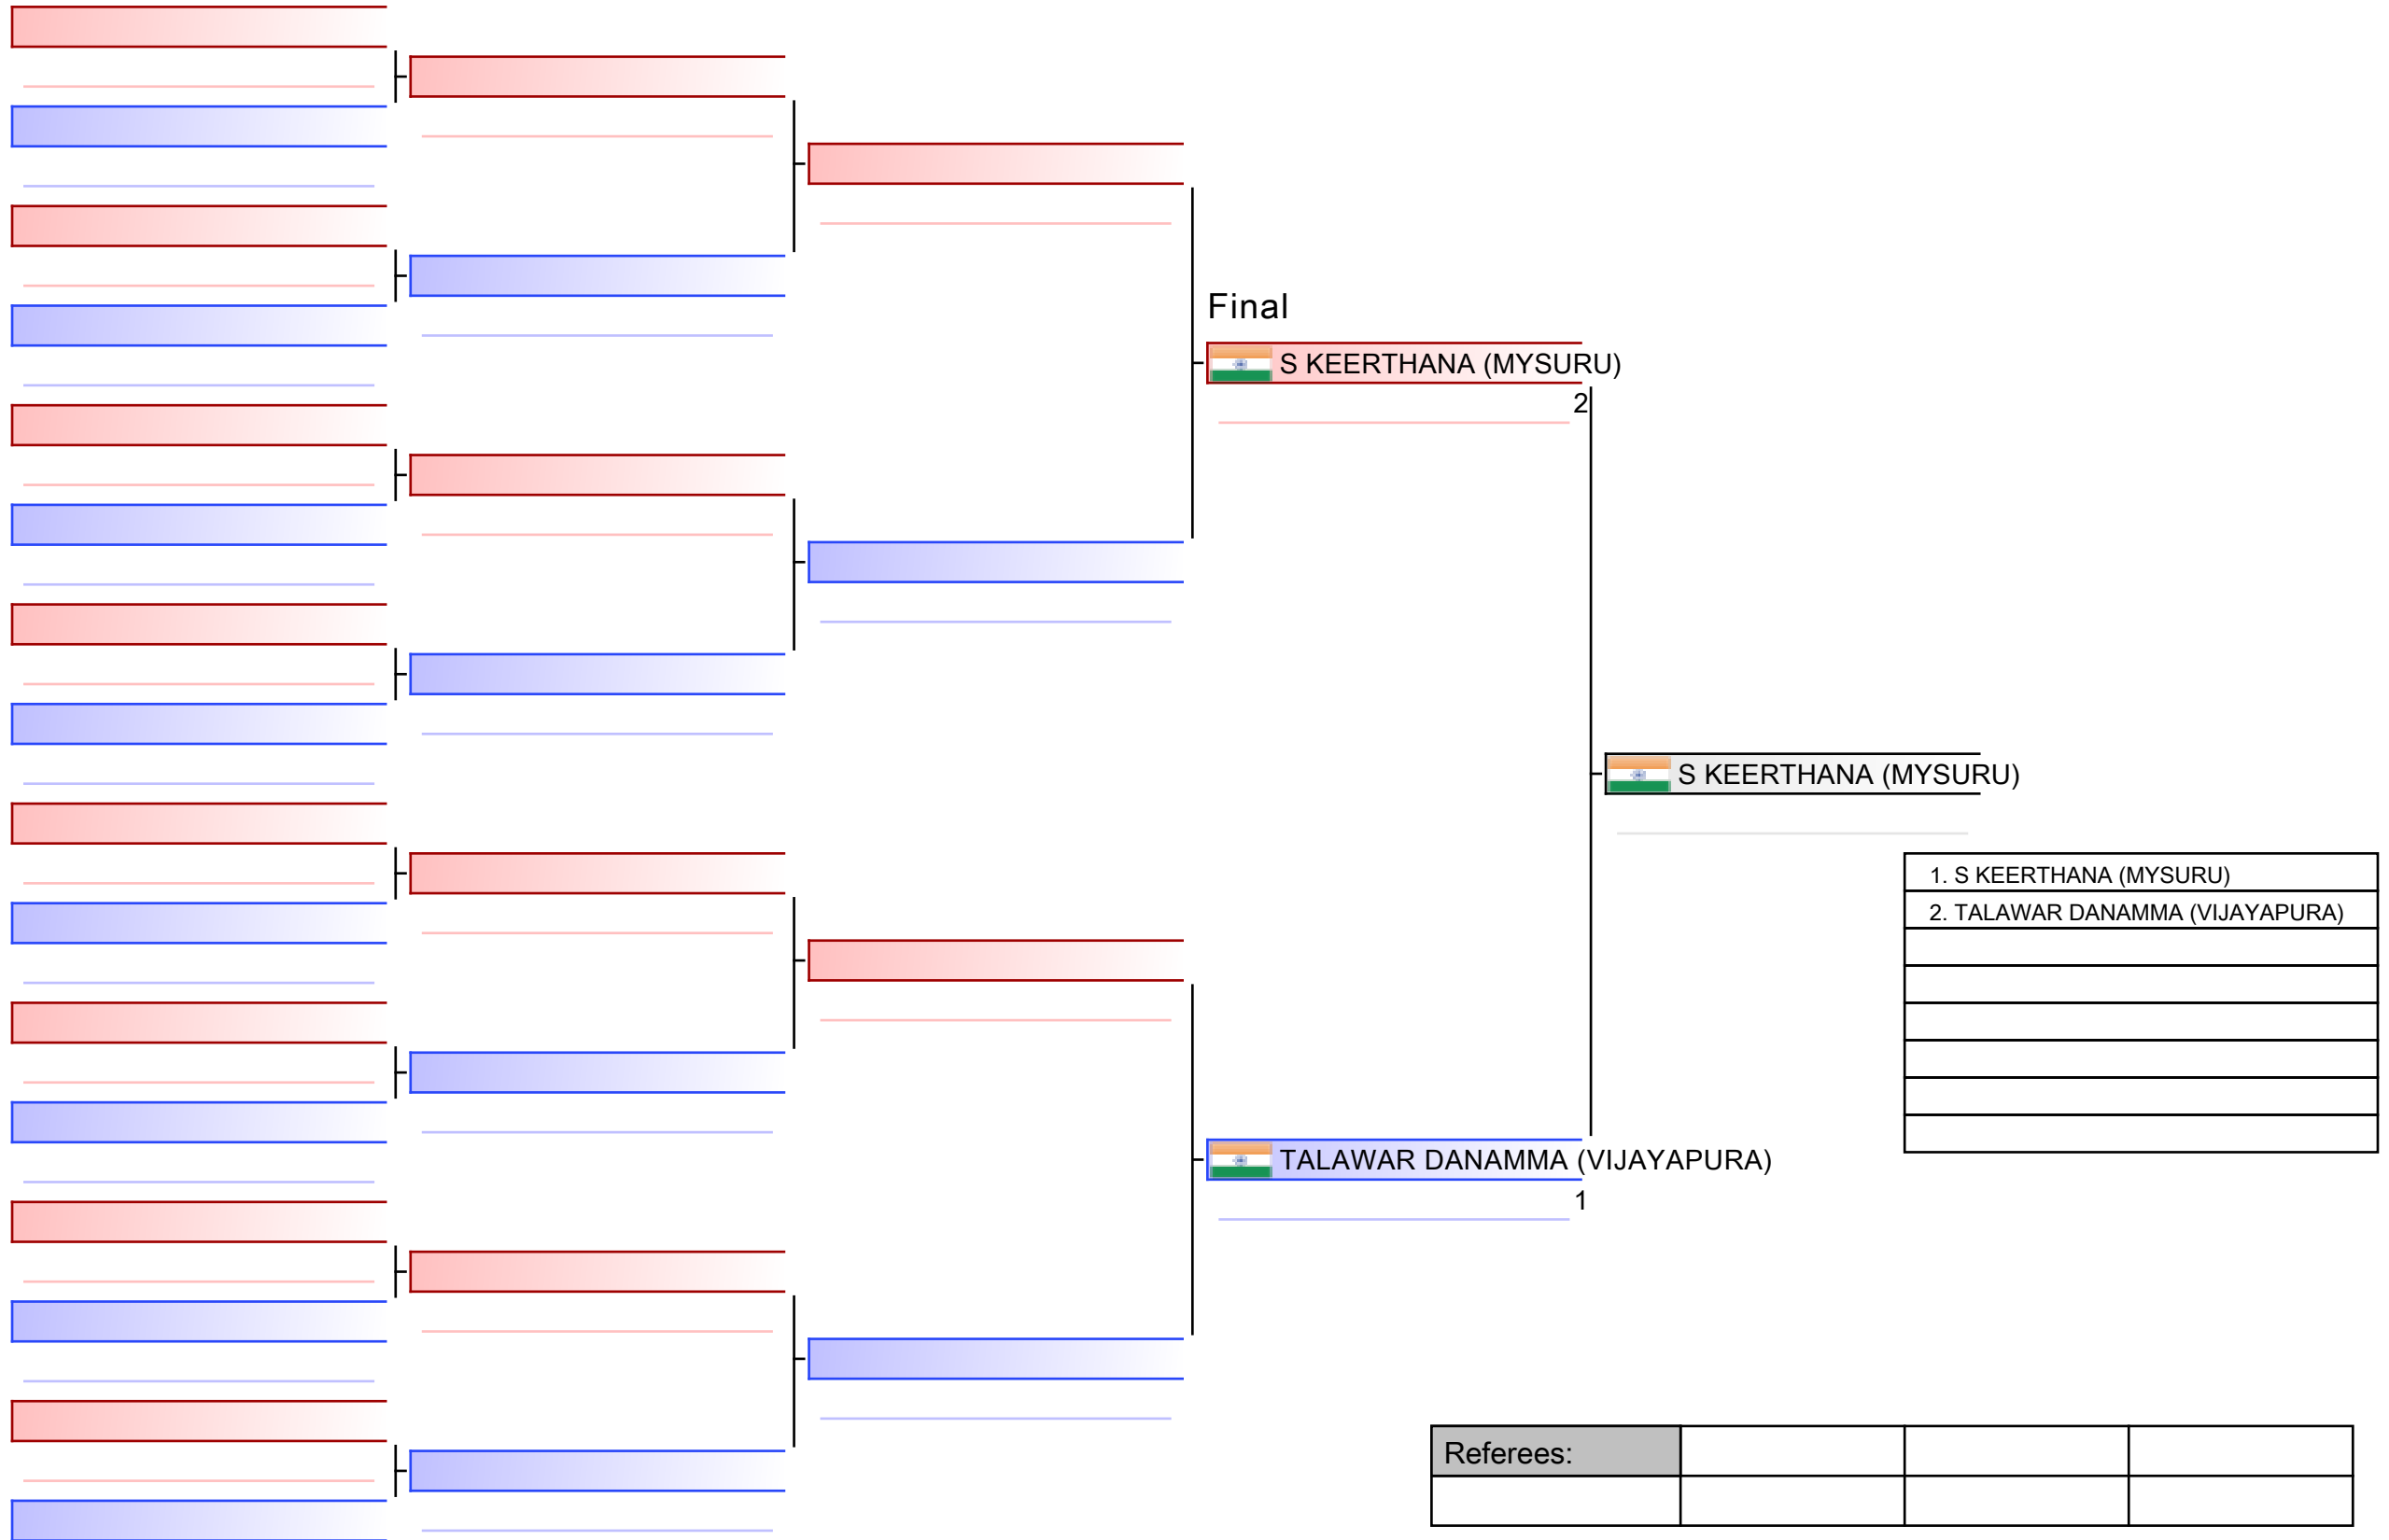 Final
S KEERTHANA (MYSURU)
2
S KEERTHANA (MYSURU)
1. S KEERTHANA (MYSURU)
2. TALAWAR DANAMMA (VIJAYAPURA)
TALAWAR DANAMMA (VIJAYAPURA)
1
Referees: